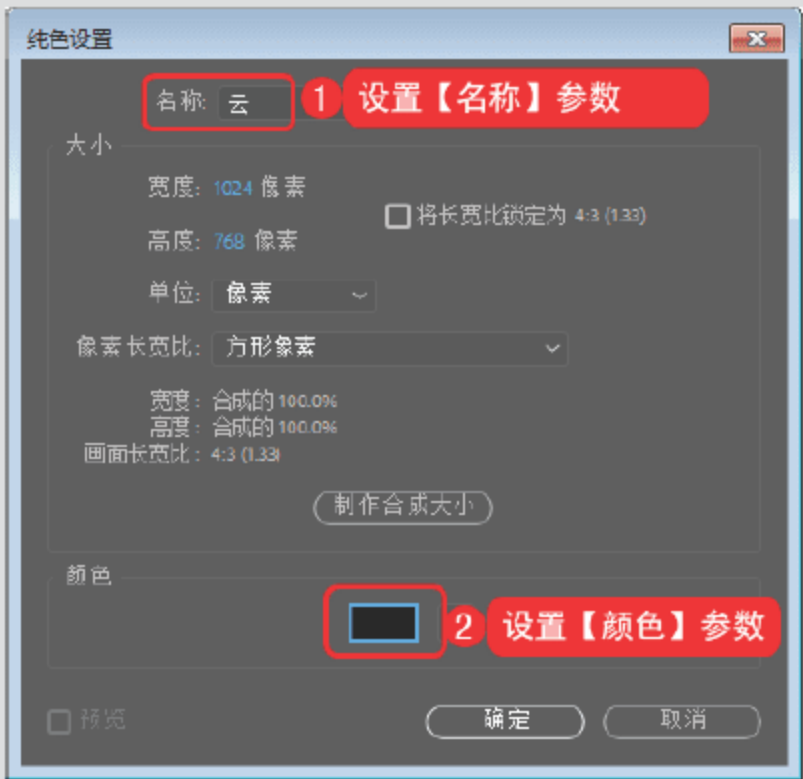 纯色设置
名称: 云 1 设置【名称】参数
大小
宽度: 1024 像素
将长宽比锁定为 4:3 (1.33)
高度: 768 像素
单位: 像素
像素长宽比: 方形像素
宽度: 合成的 100.0%
高度: 合成的 100.0%
画面长宽比: 4:3 (1.33)
制作合成大小
颜色
2 设置【颜色】参数
预览 确定 取消